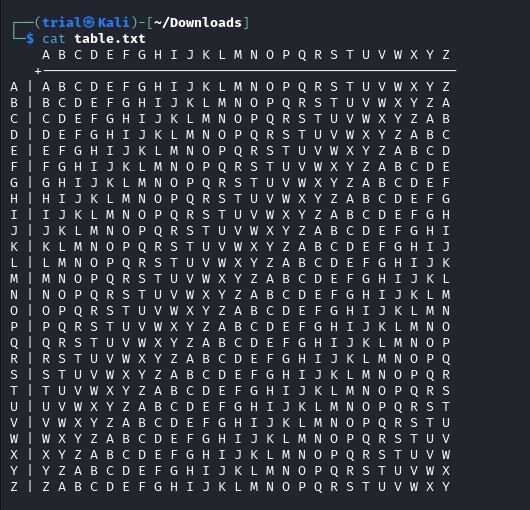 ┌──(trial㉿Kali)-[~/Downloads]
└─$ cat table.txt
    A B C D E F G H I J K L M N O P Q R S T U V W X Y Z
   +————————————————————————————————————————————————————
A | A B C D E F G H I J K L M N O P Q R S T U V W X Y Z
B | B C D E F G H I J K L M N O P Q R S T U V W X Y Z A
C | C D E F G H I J K L M N O P Q R S T U V W X Y Z A B
D | D E F G H I J K L M N O P Q R S T U V W X Y Z A B C
E | E F G H I J K L M N O P Q R S T U V W X Y Z A B C D
F | F G H I J K L M N O P Q R S T U V W X Y Z A B C D E
G | G H I J K L M N O P Q R S T U V W X Y Z A B C D E F
H | H I J K L M N O P Q R S T U V W X Y Z A B C D E F G
I | I J K L M N O P Q R S T U V W X Y Z A B C D E F G H
J | J K L M N O P Q R S T U V W X Y Z A B C D E F G H I
K | K L M N O P Q R S T U V W X Y Z A B C D E F G H I J
L | L M N O P Q R S T U V W X Y Z A B C D E F G H I J K
M | M N O P Q R S T U V W X Y Z A B C D E F G H I J K L
N | N O P Q R S T U V W X Y Z A B C D E F G H I J K L M
O | O P Q R S T U V W X Y Z A B C D E F G H I J K L M N
P | P Q R S T U V W X Y Z A B C D E F G H I J K L M N O
Q | Q R S T U V W X Y Z A B C D E F G H I J K L M N O P
R | R S T U V W X Y Z A B C D E F G H I J K L M N O P Q
S | S T U V W X Y Z A B C D E F G H I J K L M N O P Q R
T | T U V W X Y Z A B C D E F G H I J K L M N O P Q R S
U | U V W X Y Z A B C D E F G H I J K L M N O P Q R S T
V | V W X Y Z A B C D E F G H I J K L M N O P Q R S T U
W | W X Y Z A B C D E F G H I J K L M N O P Q R S T U V
X | X Y Z A B C D E F G H I J K L M N O P Q R S T U V W
Y | Y Z A B C D E F G H I J K L M N O P Q R S T U V W X
Z | Z A B C D E F G H I J K L M N O P Q R S T U V W X Y